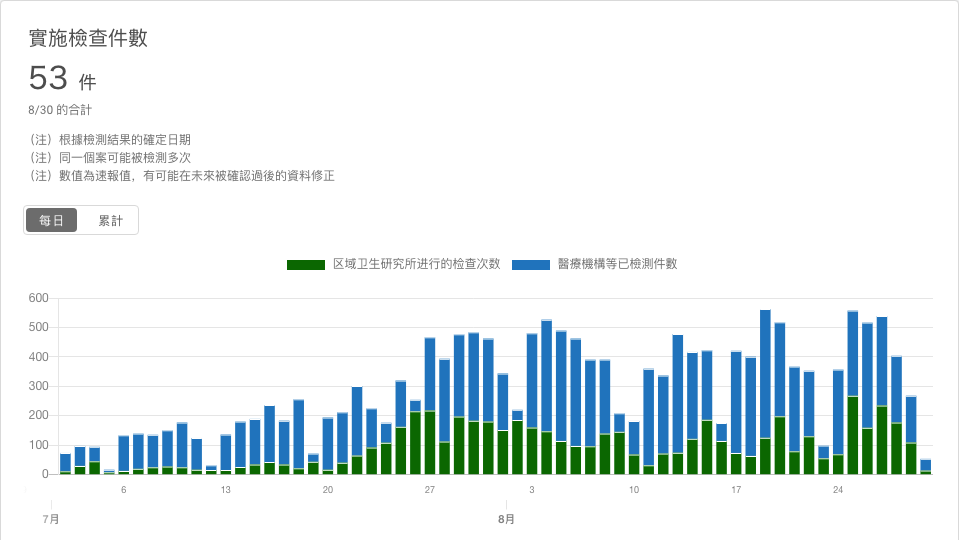 實施檢查件數
53 件
8/30 的合計
（注）根據檢測結果的確定日期
（注）同一個案可能被檢測多次
（注）數值為速報值，有可能在未來被確認過後的資料修正
每日 累計
区域卫生研究所进行的检查次数 醫療機構等已檢測件數
600
500
400
300
200
100
0
6 13 20 27 3 10 17 24
7月 8月